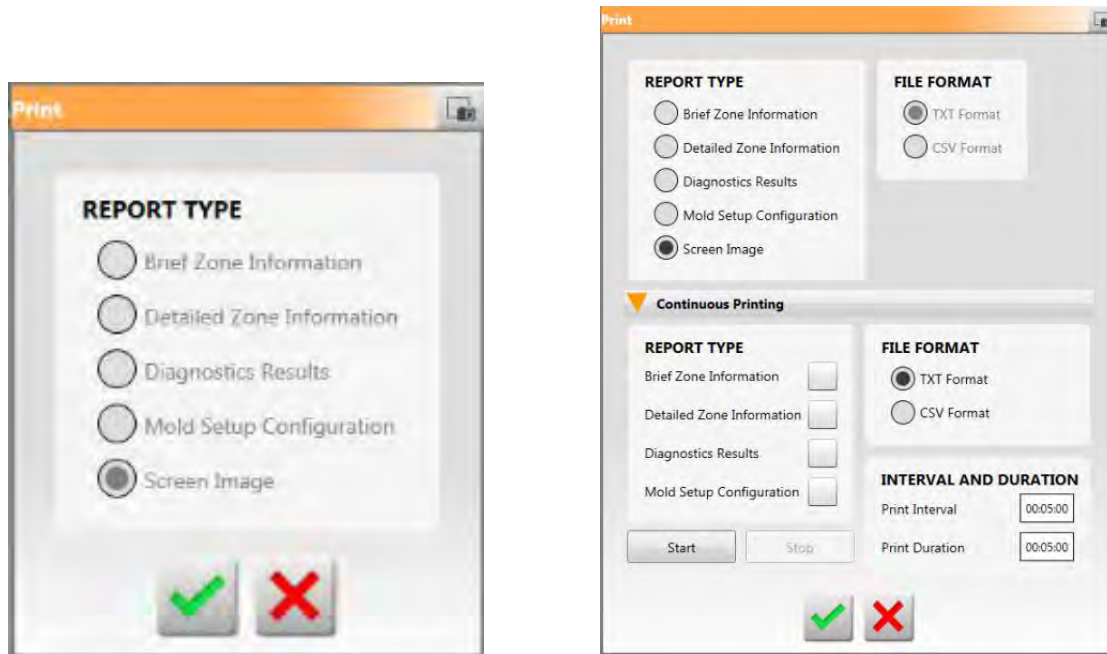 Print
REPORT TYPE
Brief Zone Information
Detailed Zone Information
Diagnostics Results
Mold Setup Configuration
Screen Image
Print
REPORT TYPE
Brief Zone Information
Detailed Zone Information
Diagnostics Results
Mold Setup Configuration
Screen Image
FILE FORMAT
TXT Format
CSV Format
Continuous Printing
REPORT TYPE
Brief Zone Information
Detailed Zone Information
Diagnostics Results
Mold Setup Configuration
Start
Stop
FILE FORMAT
TXT Format
CSV Format
INTERVAL AND DURATION
Print Interval 00:05:00
Print Duration 00:05:00